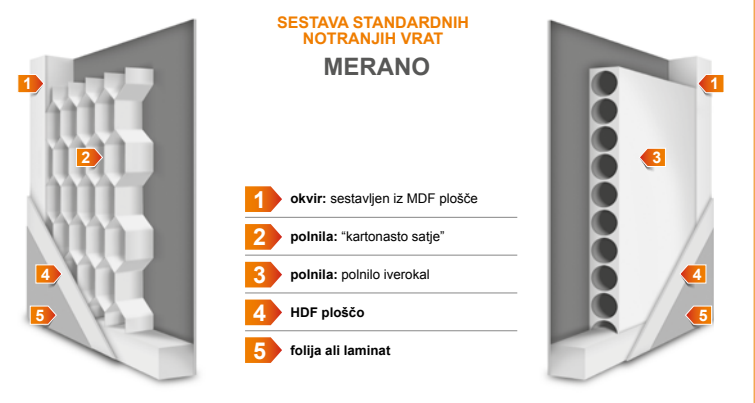 SESTAVA STANDARDNIH
NOTRANJIH VRAT
MERANO
1
2
4
5
1 okvir: sestavljen iz MDF plošče
2 polnila: “kartonasto satje”
3 polnila: polnilo iverokal
4 HDF ploščo
5 folija ali laminat
1
3
4
5